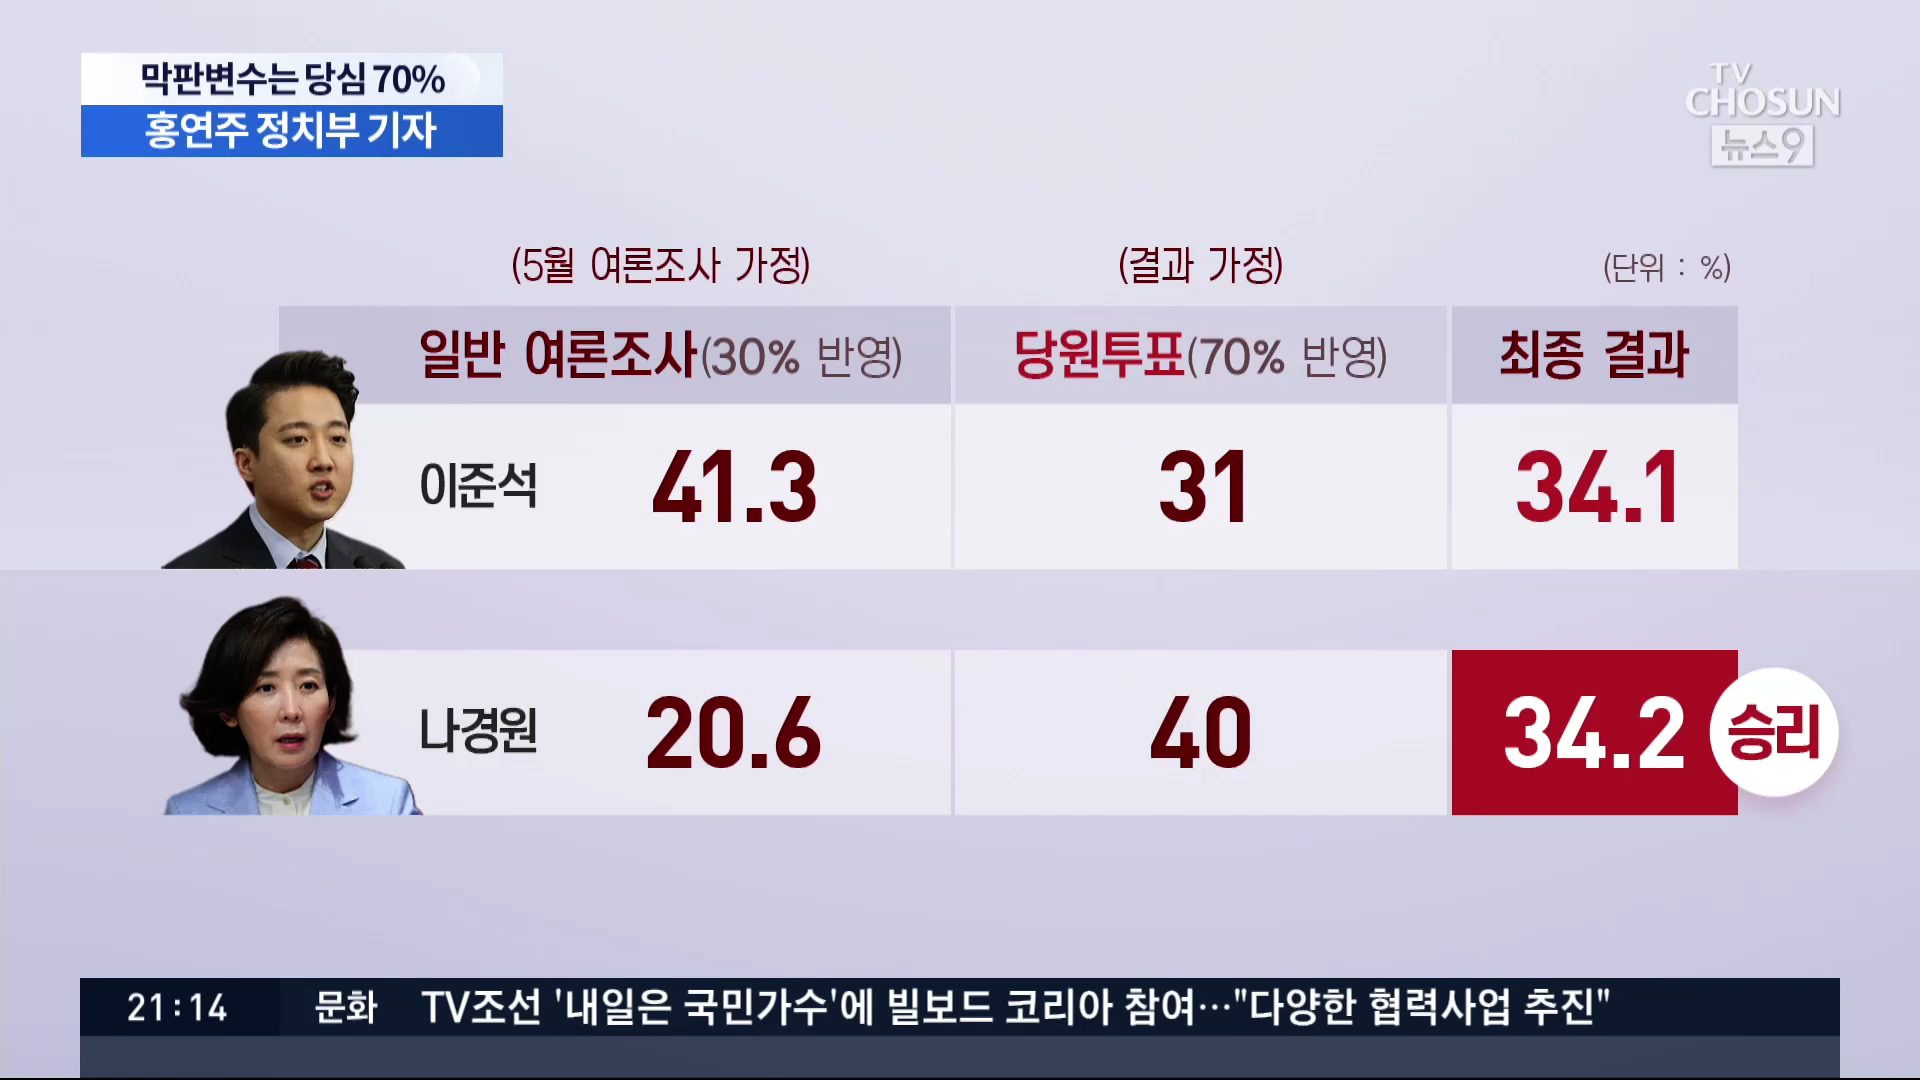 막판변수는 당심 70%
홍연주 정치부 기자
TV
CHOSUN
뉴스9
(5월 여론조사 가정) (결과 가정) (단위 : %)
일반 여론조사(30% 반영) 당원투표(70% 반영) 최종 결과
이준석 41.3 31 34.1
나경원 20.6 40 34.2 승리
21:14 문화 TV조선 '내일은 국민가수'에 빌보드 코리아 참여…"다양한 협력사업 추진"